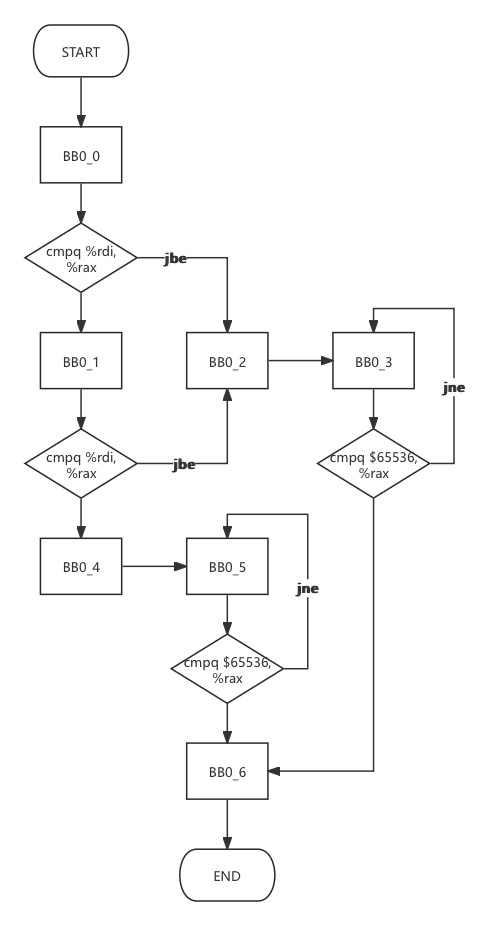 START
BB0_0
cmpq %rdi,
%rax
jbe
BB0_1
BB0_2
BB0_3
jne
cmpq %rdi,
%rax
jbe
cmpq $65536,
%rax
BB0_4
BB0_5
jne
cmpq $65536,
%rax
BB0_6
END